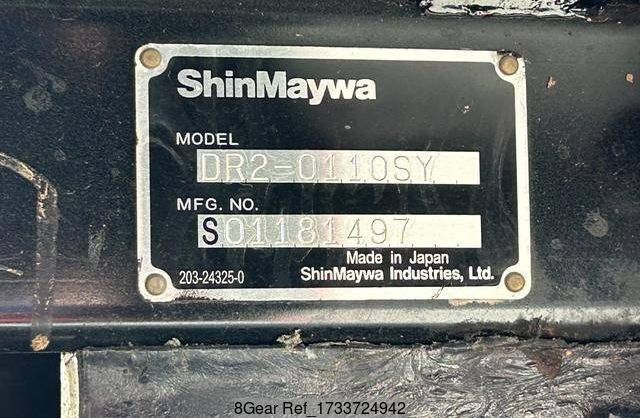 ShinMaywa
MODEL
DR2-0110SY
MFG. NO.
S01181497
Made in Japan
203-24325-0 ShinMaywa Industries, Ltd.
8Gear Ref_1733724942